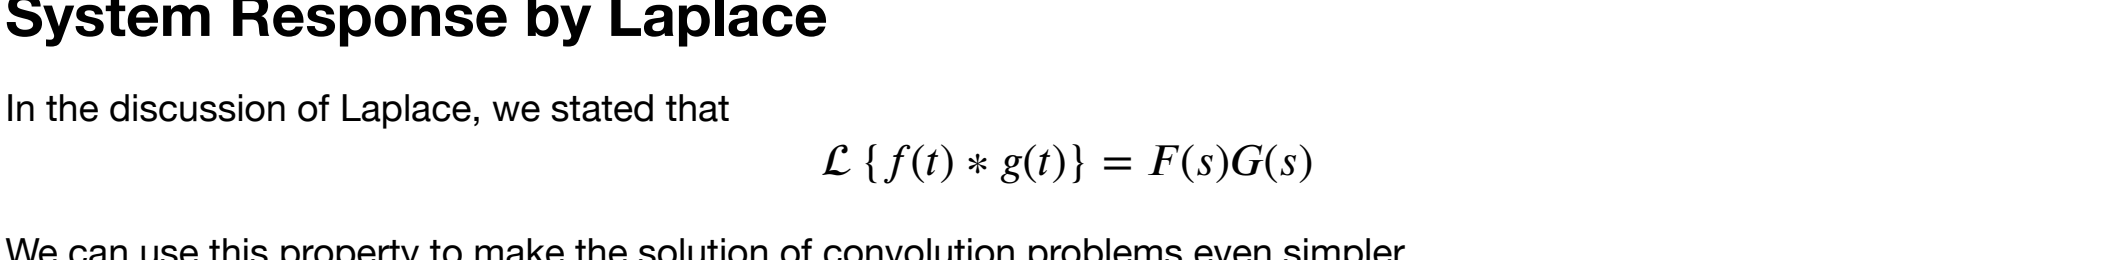 System Response by Laplace
In the discussion of Laplace, we stated that
ℒ {f(t) * g(t)} = F(s)G(s)
We can use this property to make the solution of convolution problems even simpler